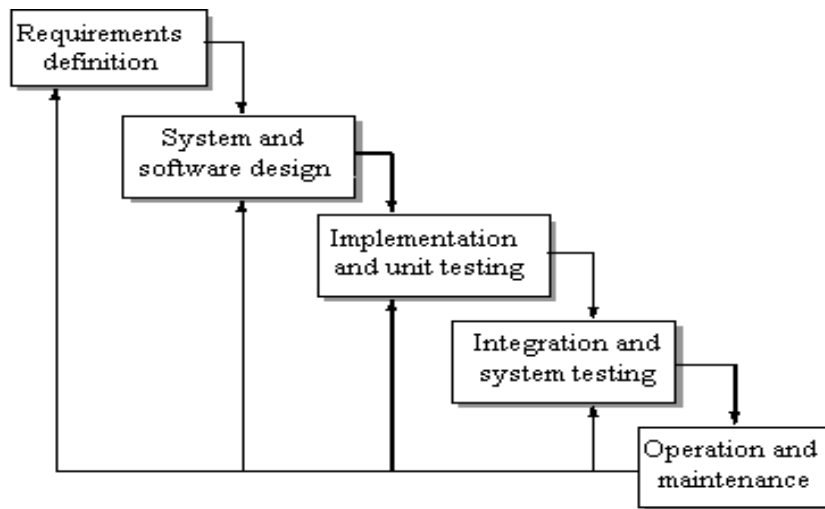 Requirements
definition
System and
software design
Implementation
and unit testing
Integration and
system testing
Operation and
maintenance